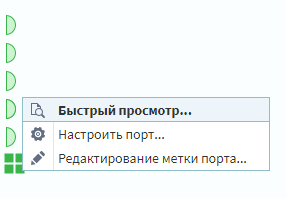 Быстрый просмотр...
Настроить порт...
Редактирование метки порта...